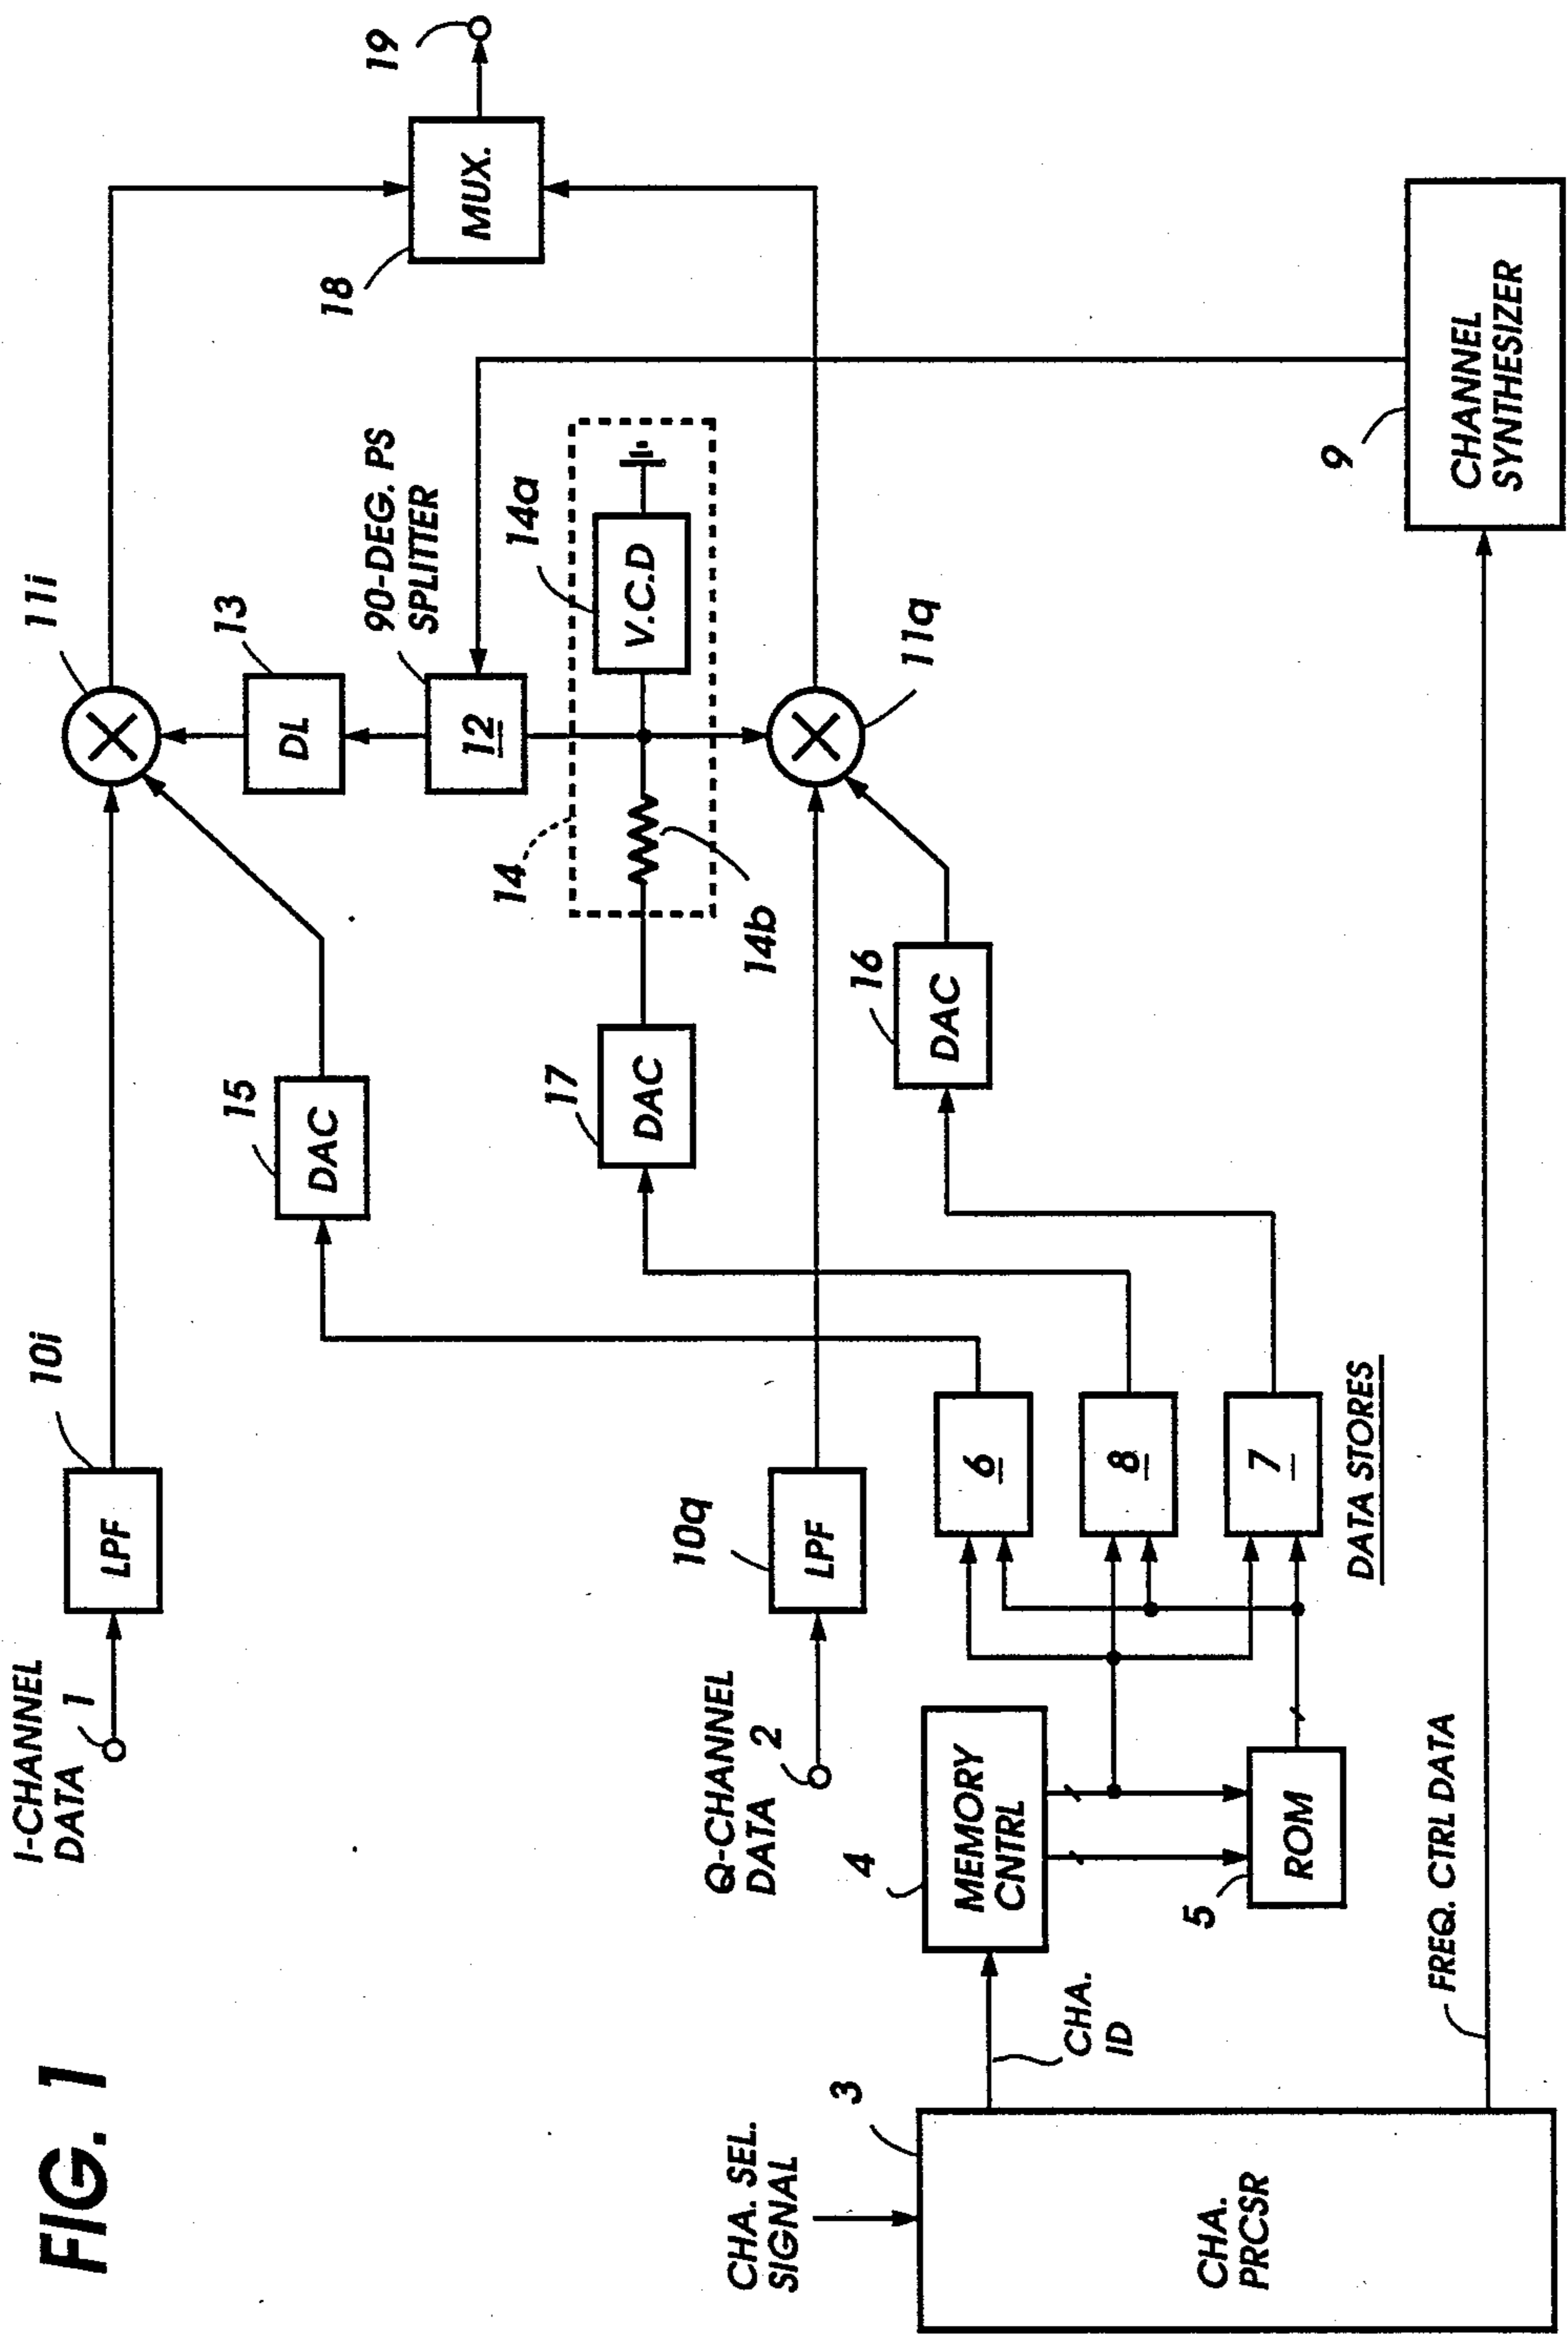 FIG. 1
I-CHANNEL
DATA
1
LPF
10i
11i
DAC
15
DL
13
90-DEG. PS
SPLITTER
12
14
14a
V.C.D
14b
DAC
17
MUX.
18
19
Q-CHANNEL
DATA
2
LPF
10q
11q
DAC
16
6
8
7
DATA STORES
MEMORY
CNTRL
4
ROM
5
CHA. SEL.
SIGNAL
3
CHA.
PRCSR
CHA.
ID
FREQ. CTRL DATA
CHANNEL
SYNTHESIZER
9